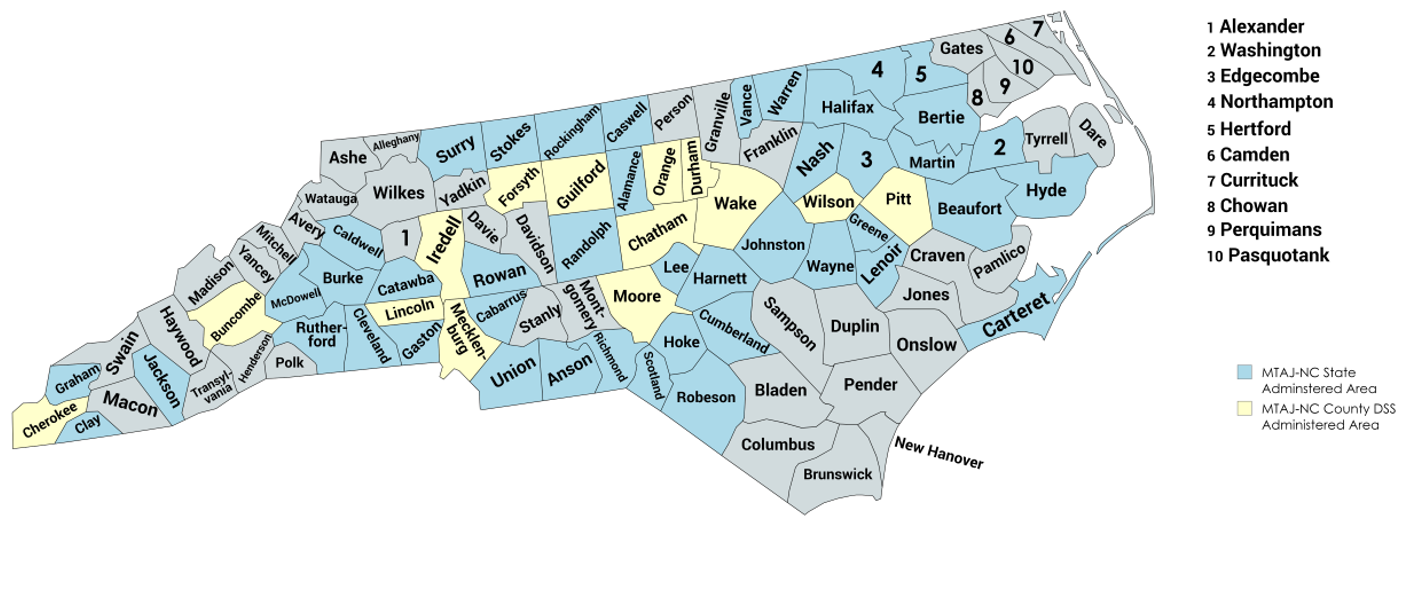 Alleghany
Ashe
Surry
Stokes
Rockingham
Caswell
Person
Granville
Vance
Warren
Halifax
4
5
Gates
6
7
10
9
8
Bertie
Watauga
Wilkes
Yadkin
Forsyth
Guilford
Alamance
Orange
Durham
Franklin
Nash
3
Martin
2
Tyrrell
Dare
Hyde
Avery
Caldwell
1
Iredell
Davie
Davidson
Randolph
Chatham
Wake
Wilson
Pitt
Beaufort
Greene
Mitchell
Yancey
Madison
Burke
McDowell
Catawba
Rowan
Lee
Harnett
Johnston
Wayne
Lenoir
Craven
Pamlico
Jones
Carteret
Buncombe
Haywood
Swain
Ruther-
ford
Cleveland
Lincoln
Gaston
Mecklen-
burg
Cabarrus
Stanly
Mont-
gomery
Moore
Hoke
Cumberland
Sampson
Duplin
Onslow
Graham
Cherokee
Clay
Macon
Jackson
Transyl-
vania
Henderson
Polk
Union
Anson
Richmond
Scotland
Robeson
Bladen
Pender
Columbus
Brunswick
New Hanover
1 Alexander
2 Washington
3 Edgecombe
4 Northampton
5 Hertford
6 Camden
7 Currituck
8 Chowan
9 Perquimans
10 Pasquotank
MTAJ-NC State
Adminstered Area
MTAJ-NC County DSS
Administered Area